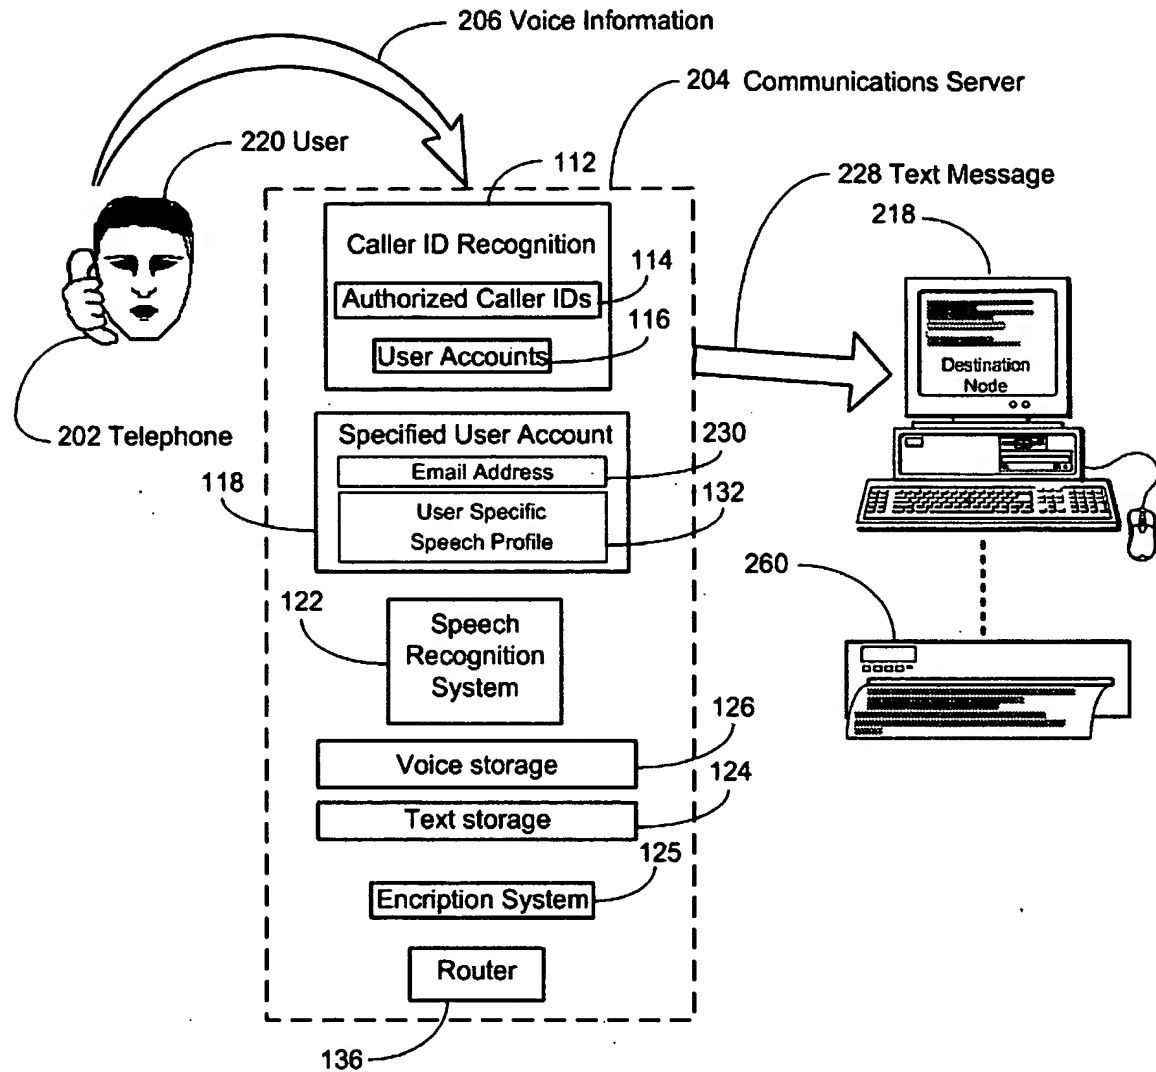 206 Voice Information
204 Communications Server
220 User
112
228 Text Message
218
Caller ID Recognition
114
Authorized Caller IDs
116
User Accounts
Destination
Node
202 Telephone
Specified User Account
230
Email Address
118
132
User Specific
Speech Profile
260
122
Speech
Recognition
System
126
Voice storage
124
Text storage
125
Encription System
Router
136